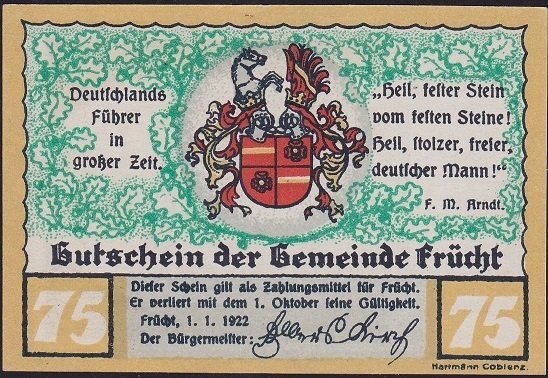 Deutschlands
Führer
in
großer Zeit.
„Heil, fester Stein
vom festen Steine!
Heil, stolzer, freier,
deutscher Mann!“
F. M. Arndt.
Gutschein der Gemeinde Frücht
75
Dieser Schein gilt als Zahlungsmittel für Frücht.
Er verliert mit dem 1. Oktober seine Gültigkeit.
Frücht, 1. 1. 1922
Der Bürgermeister:
75
Hartmann Coblenz.